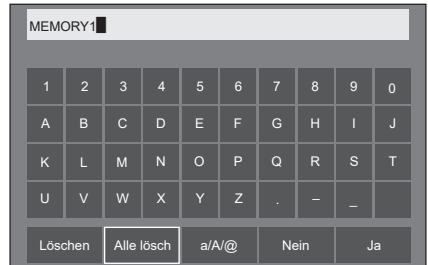 MEMORY1
1 2 3 4 5 6 7 8 9 0
A B C D E F G H I J
K L M N O P Q R S T
U V W X Y Z . – _
Löschen Alle lösch a/A/@ Nein Ja